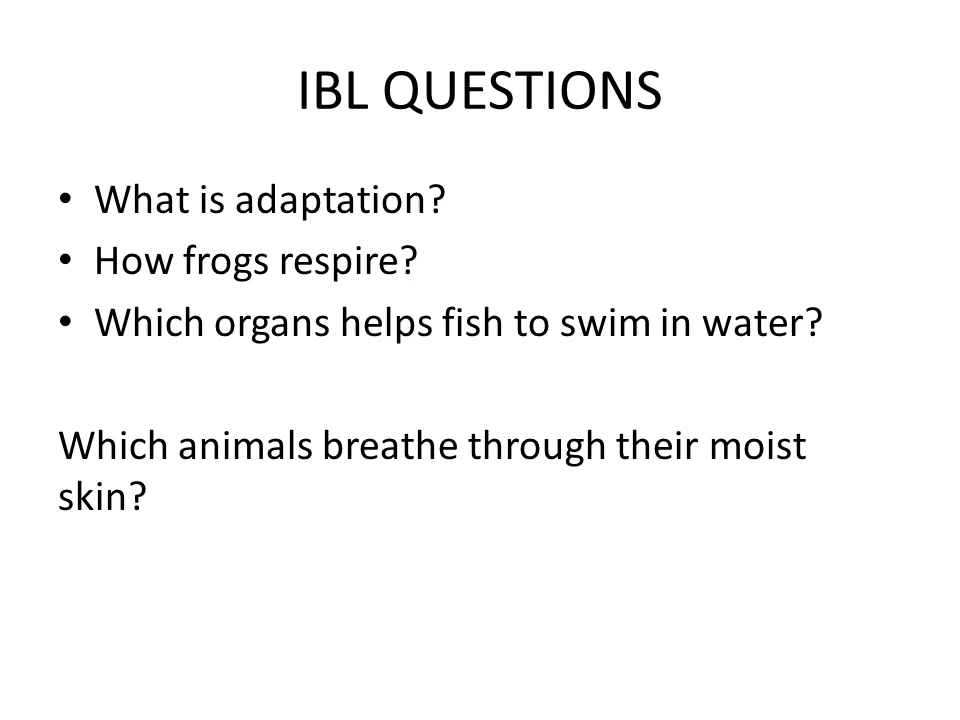 IBL QUESTIONS
• What is adaptation?
• How frogs respire?
• Which organs helps fish to swim in water?
Which animals breathe through their moist
skin?